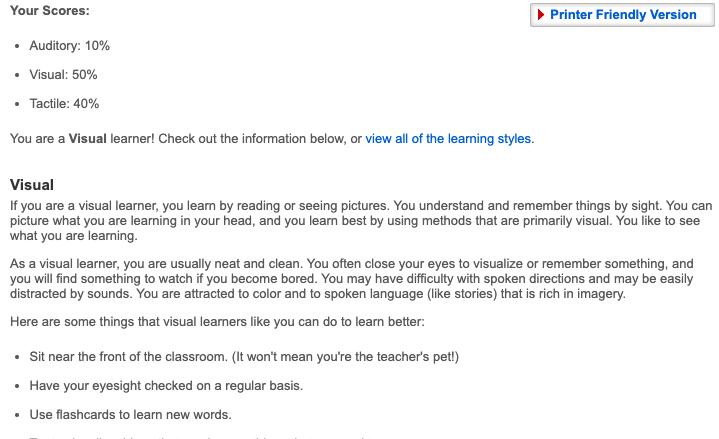 Your Scores:
Printer Friendly Version
Auditory: 10%
Visual: 50%
Tactile: 40%
You are a Visual learner! Check out the information below, or view all of the learning styles.
Visual
If you are a visual learner, you learn by reading or seeing pictures. You understand and remember things by sight. You can
picture what you are learning in your head, and you learn best by using methods that are primarily visual. You like to see
what you are learning.
As a visual learner, you are usually neat and clean. You often close your eyes to visualize or remember something, and
you will find something to watch if you become bored. You may have difficulty with spoken directions and may be easily
distracted by sounds. You are attracted to color and to spoken language (like stories) that is rich in imagery.
Here are some things that visual learners like you can do to learn better:
Sit near the front of the classroom. (It won't mean you're the teacher's pet!)
Have your eyesight checked on a regular basis.
Use flashcards to learn new words.